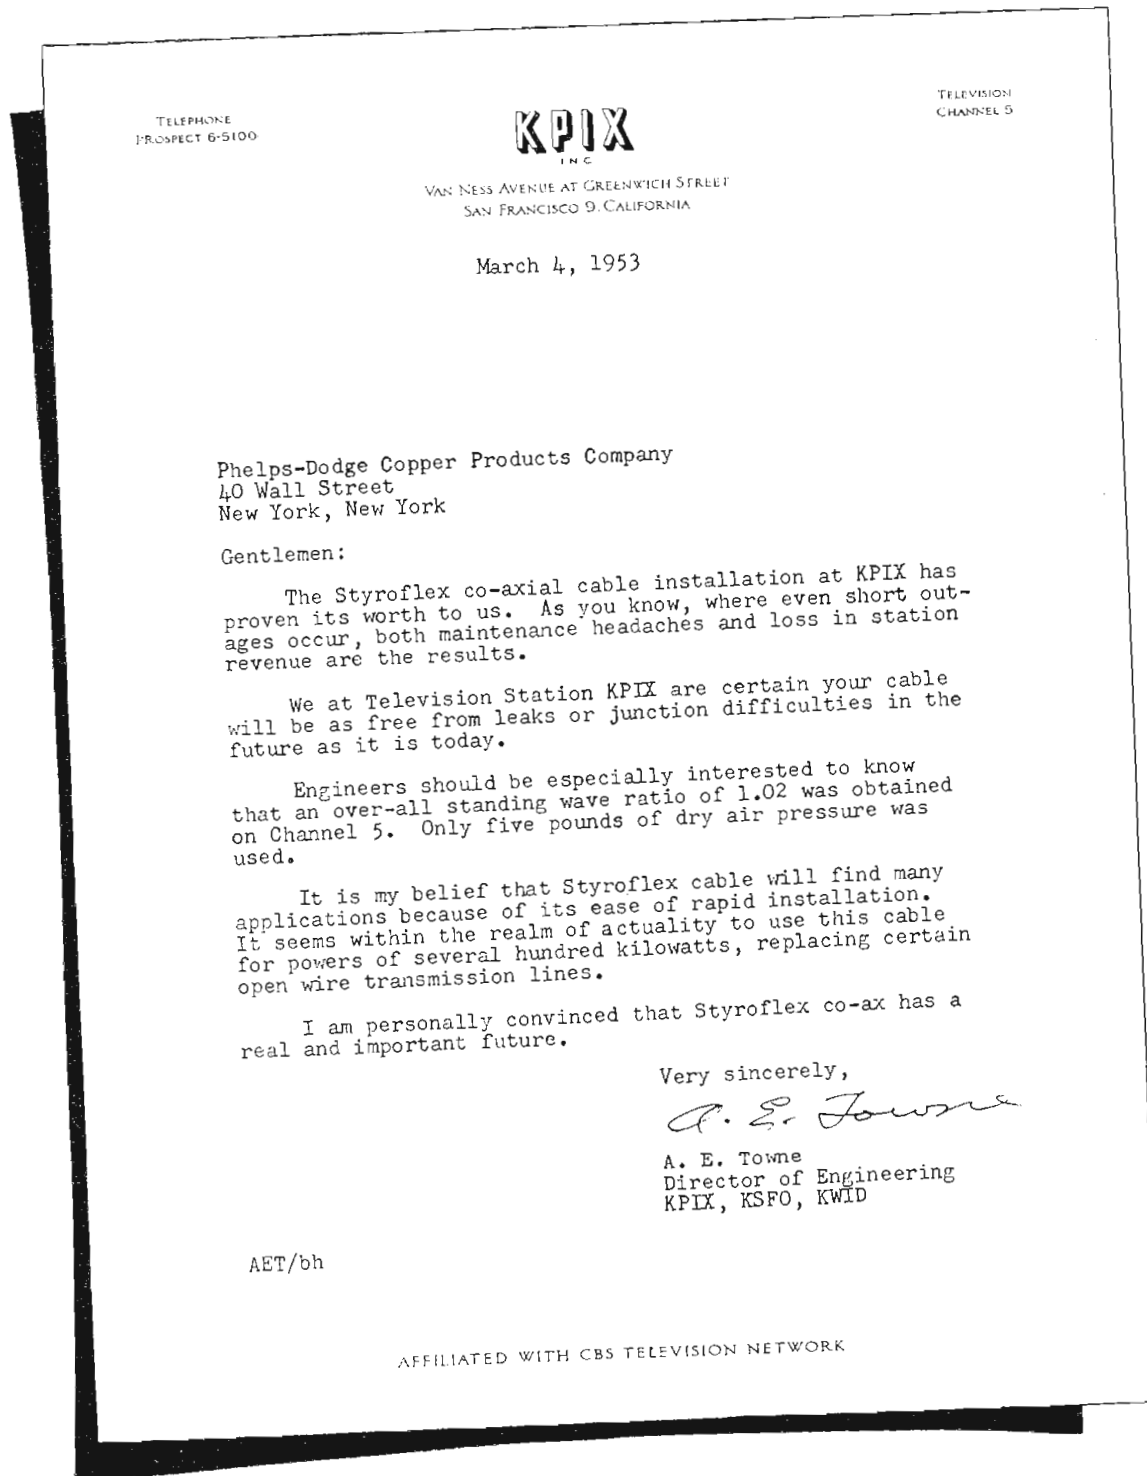 TELEPHONE
PROSPECT 6-5100
KPIX
INC
VAN NESS AVENUE AT GREENWICH STREET
SAN FRANCISCO 9, CALIFORNIA
TELEVISION
CHANNEL 5
March 4, 1953
Phelps-Dodge Copper Products Company
40 Wall Street
New York, New York
Gentlemen:
The Styroflex co-axial cable installation at KPIX has
proven its worth to us. As you know, where even short out-
ages occur, both maintenance headaches and loss in station
revenue are the results.
We at Television Station KPIX are certain your cable
will be as free from leaks or junction difficulties in the
future as it is today.
Engineers should be especially interested to know
that an over-all standing wave ratio of 1.02 was obtained
on Channel 5. Only five pounds of dry air pressure was
used.
It is my belief that Styroflex cable will find many
applications because of its ease of rapid installation.
It seems within the realm of actuality to use this cable
for powers of several hundred kilowatts, replacing certain
open wire transmission lines.
I am personally convinced that Styroflex co-ax has a
real and important future.
Very sincerely,
A. E. Towne
A. E. Towne
Director of Engineering
KPIX, KSFO, KWID
AET/bh
AFFILIATED WITH CBS TELEVISION NETWORK